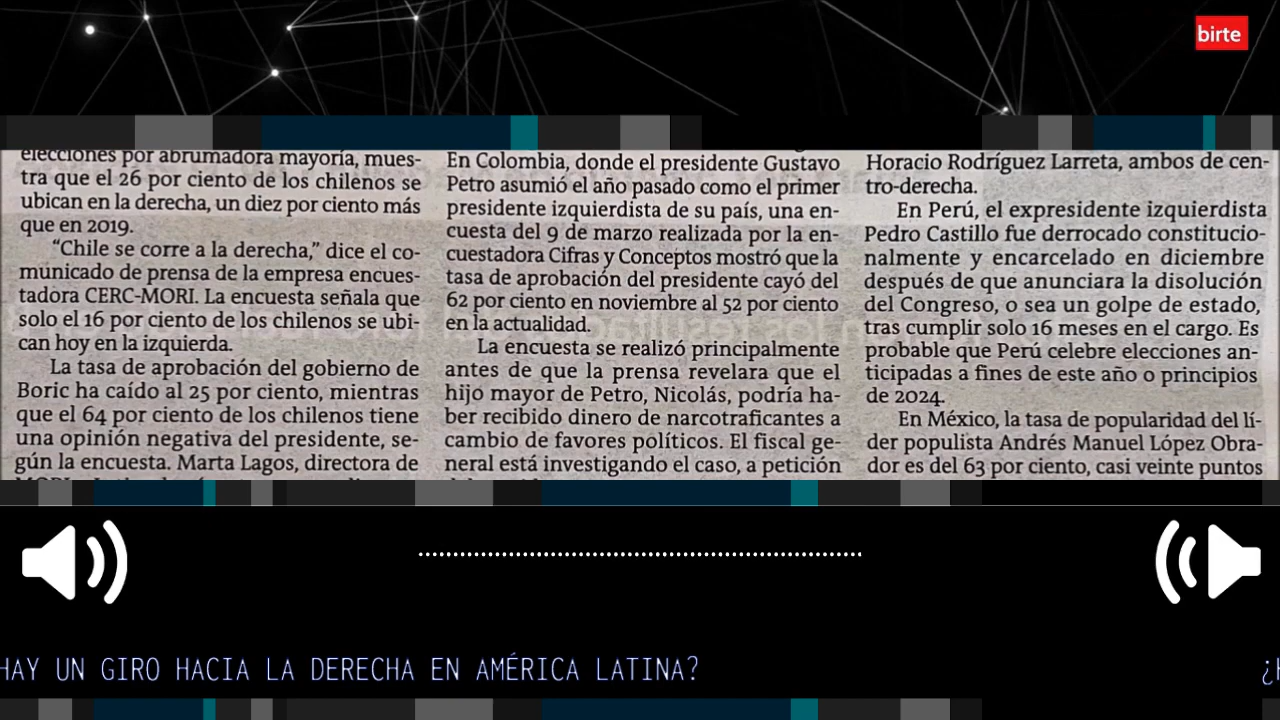 birte
elecciones por abrumadora mayoría, mues-
tra que el 26 por ciento de los chilenos se
ubican en la derecha, un diez por ciento más
que en 2019.
“Chile se corre a la derecha,” dice el co-
municado de prensa de la empresa encues-
tadora CERC-MORI. La encuesta señala que
solo el 16 por ciento de los chilenos se ubi-
can hoy en la izquierda.
La tasa de aprobación del gobierno de
Boric ha caído al 25 por ciento, mientras
que el 64 por ciento de los chilenos tiene
una opinión negativa del presidente, se-
gún la encuesta. Marta Lagos, directora de
En Colombia, donde el presidente Gustavo
Petro asumió el año pasado como el primer
presidente izquierdista de su país, una en-
cuesta del 9 de marzo realizada por la en-
cuestadora Cifras y Conceptos mostró que la
tasa de aprobación del presidente cayó del
62 por ciento en noviembre al 52 por ciento
en la actualidad.
La encuesta se realizó principalmente
antes de que la prensa revelara que el
hijo mayor de Petro, Nicolás, podría ha-
ber recibido dinero de narcotraficantes a
cambio de favores políticos. El fiscal ge-
neral está investigando el caso, a petición
Horacio Rodríguez Larreta, ambos de cen-
tro-derecha.
En Perú, el expresidente izquierdista
Pedro Castillo fue derrocado constitucio-
nalmente y encarcelado en diciembre
después de que anunciara la disolución
del Congreso, o sea un golpe de estado,
tras cumplir solo 16 meses en el cargo. Es
probable que Perú celebre elecciones an-
ticipadas a fines de este año o principios
de 2024.
En México, la tasa de popularidad del lí-
der populista Andrés Manuel López Obra-
dor es del 63 por ciento, casi veinte puntos
HAY UN GIRO HACIA LA DERECHA EN AMÉRICA LATINA?